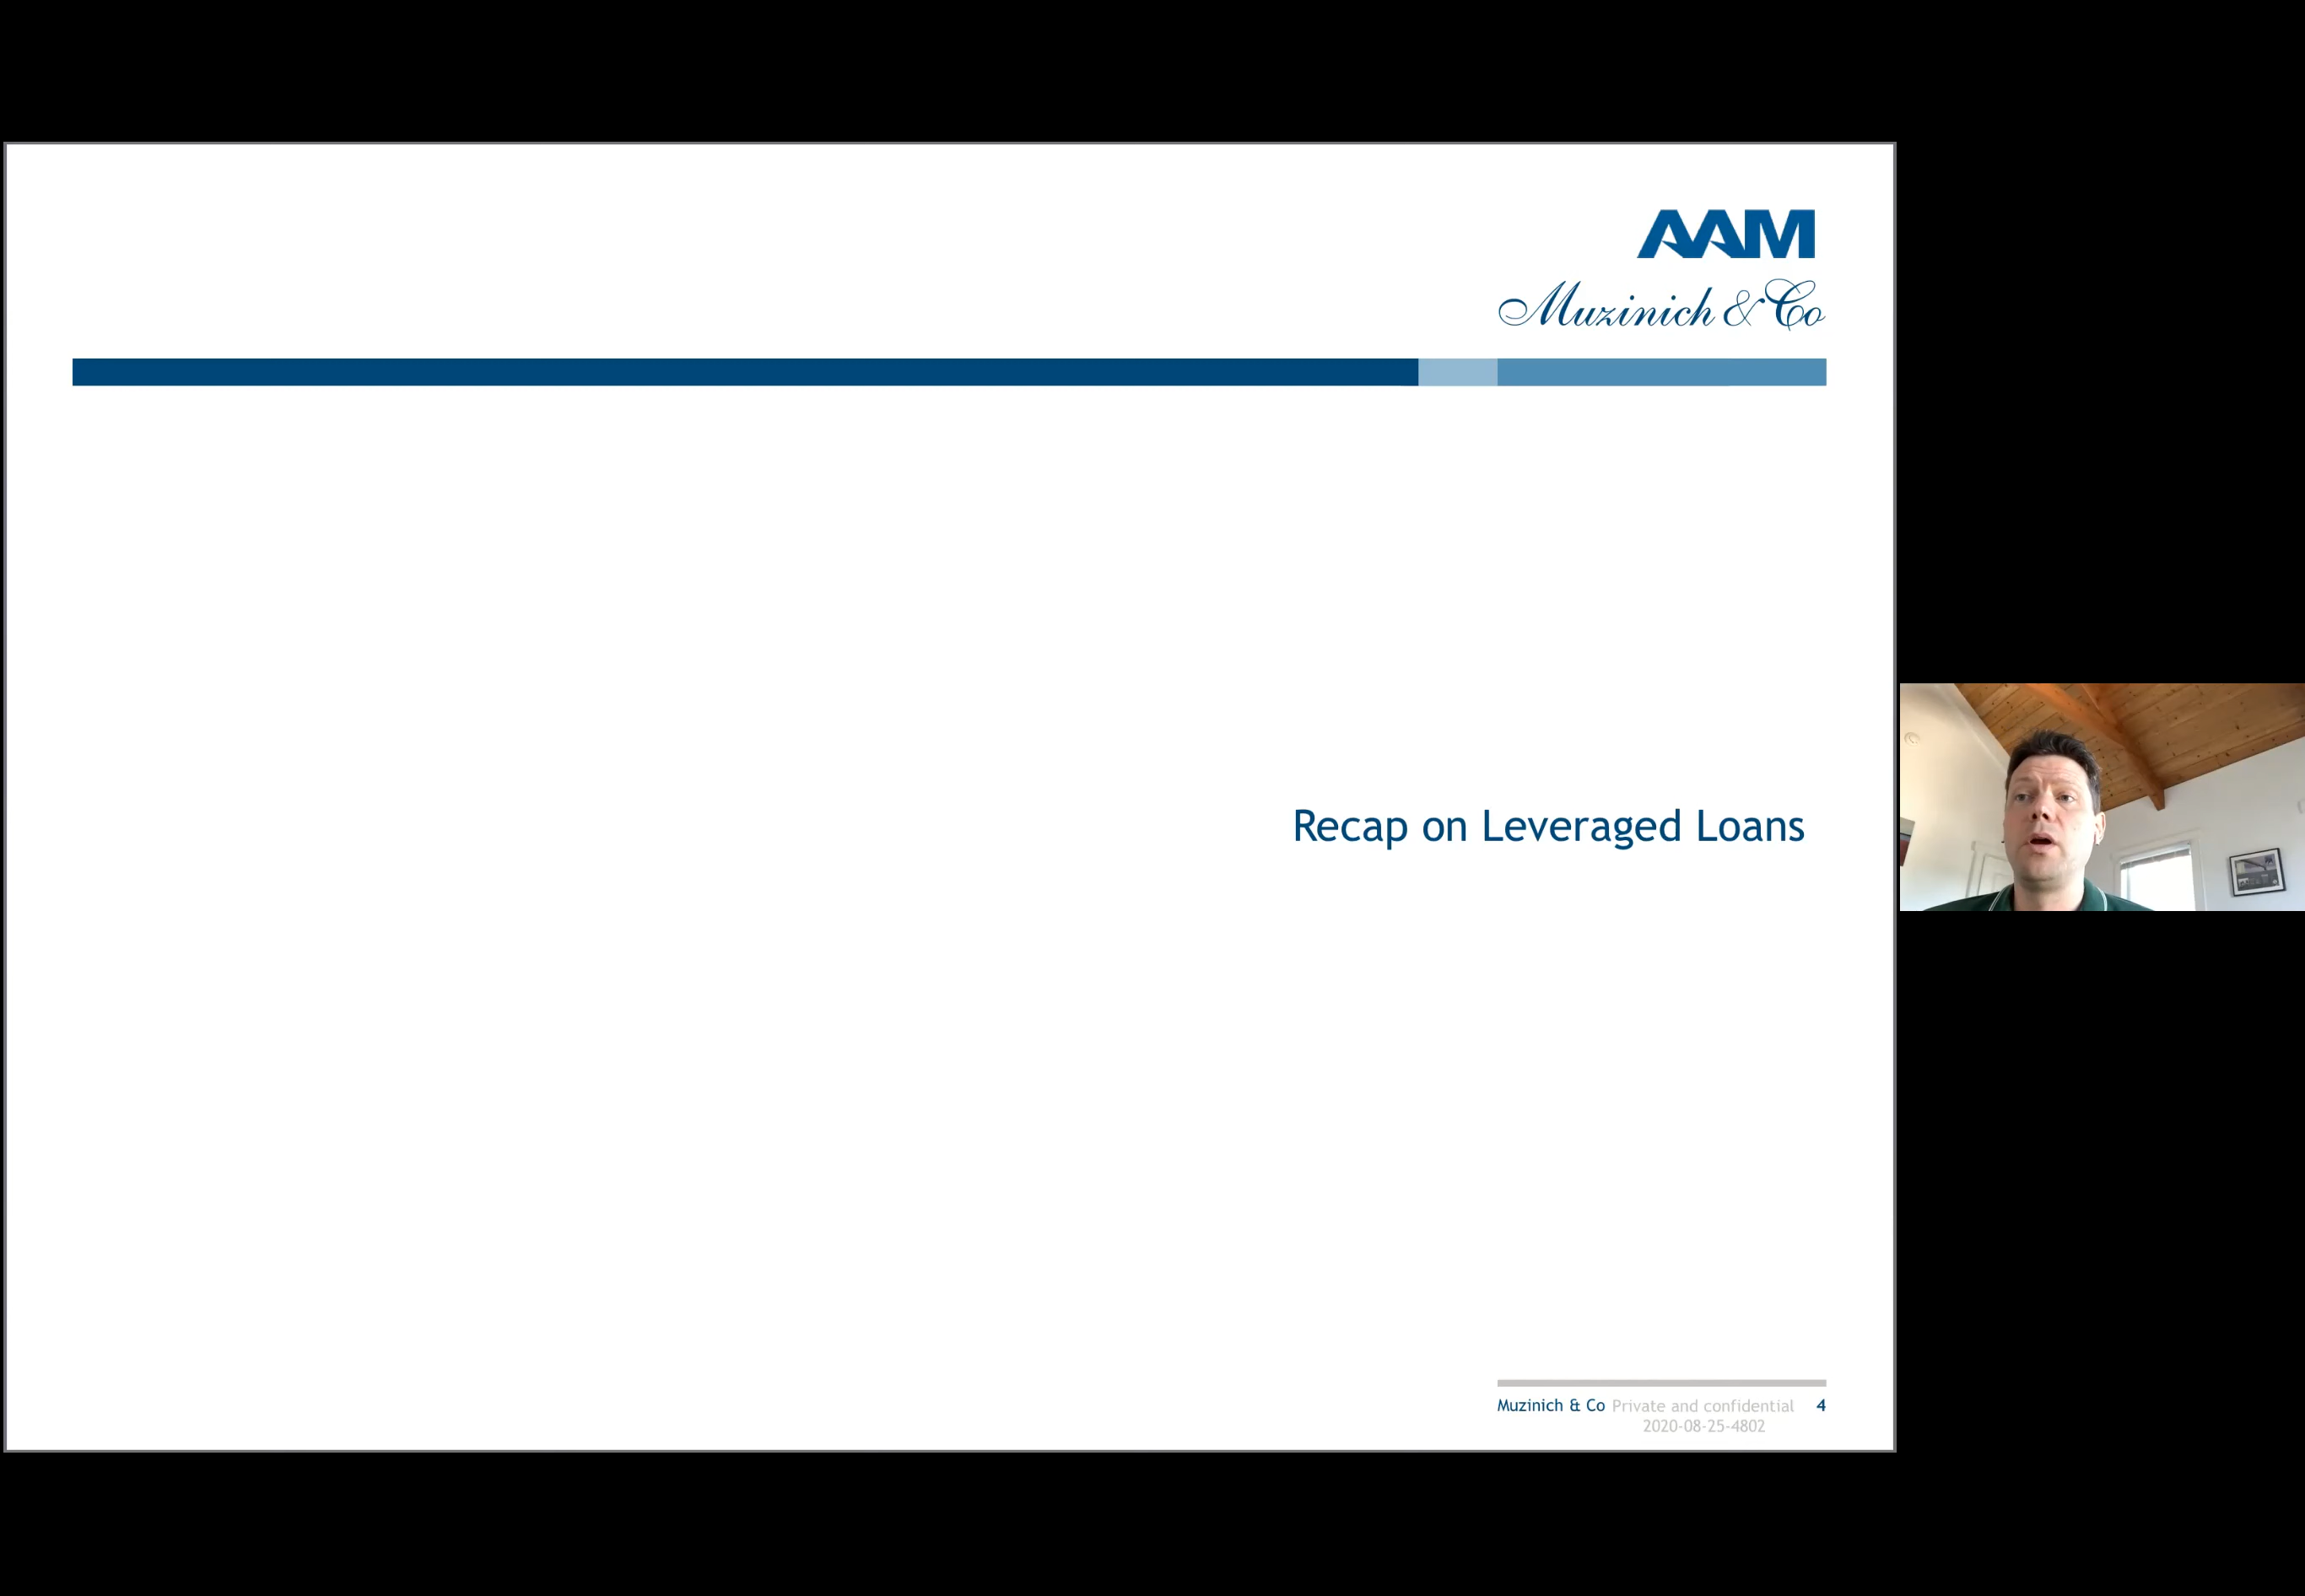 AAM
Muzinich & Co
Recap on Leveraged Loans
Muzinich & Co Private and confidential 4
2020-08-25-4802